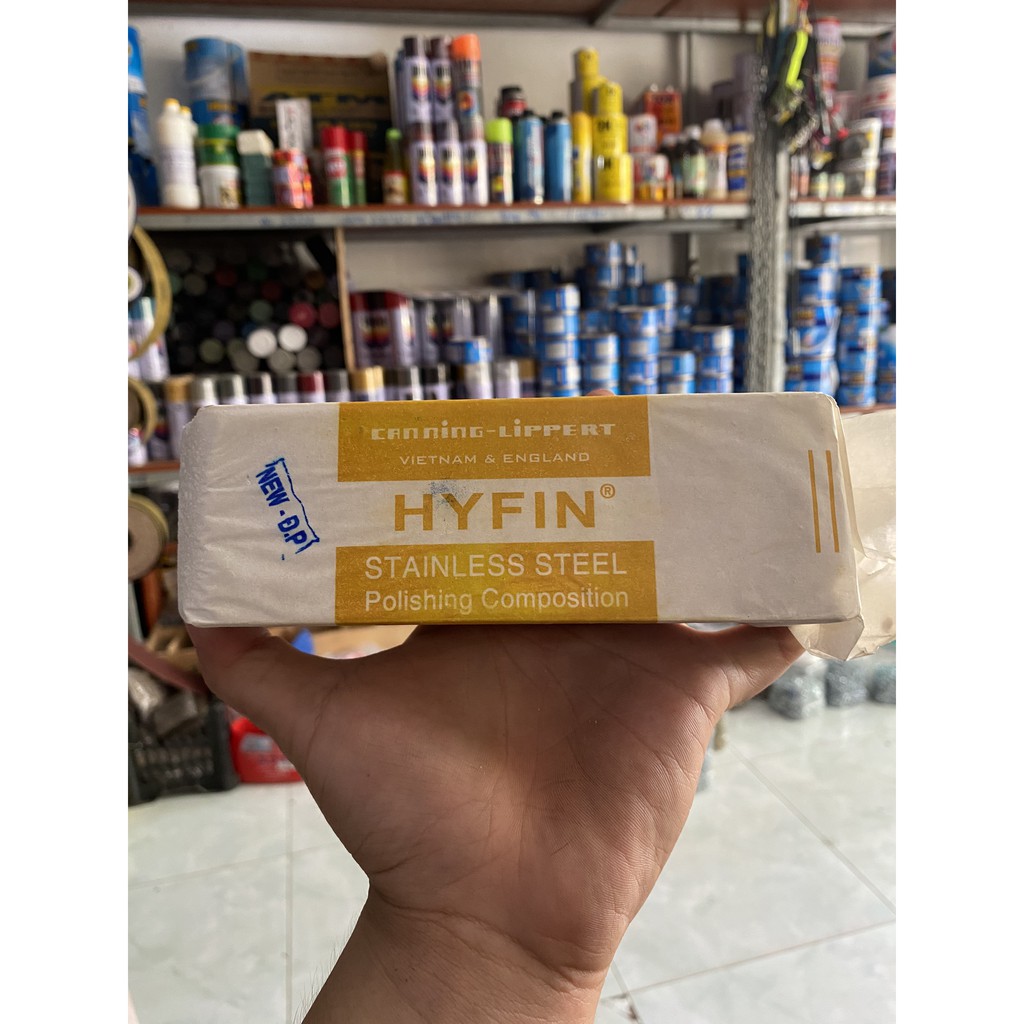 CANNING-LIPPERT
VIETNAM & ENGLAND
HYFIN®
STAINLESS STEEL
Polishing Composition
NEW - Đ.P